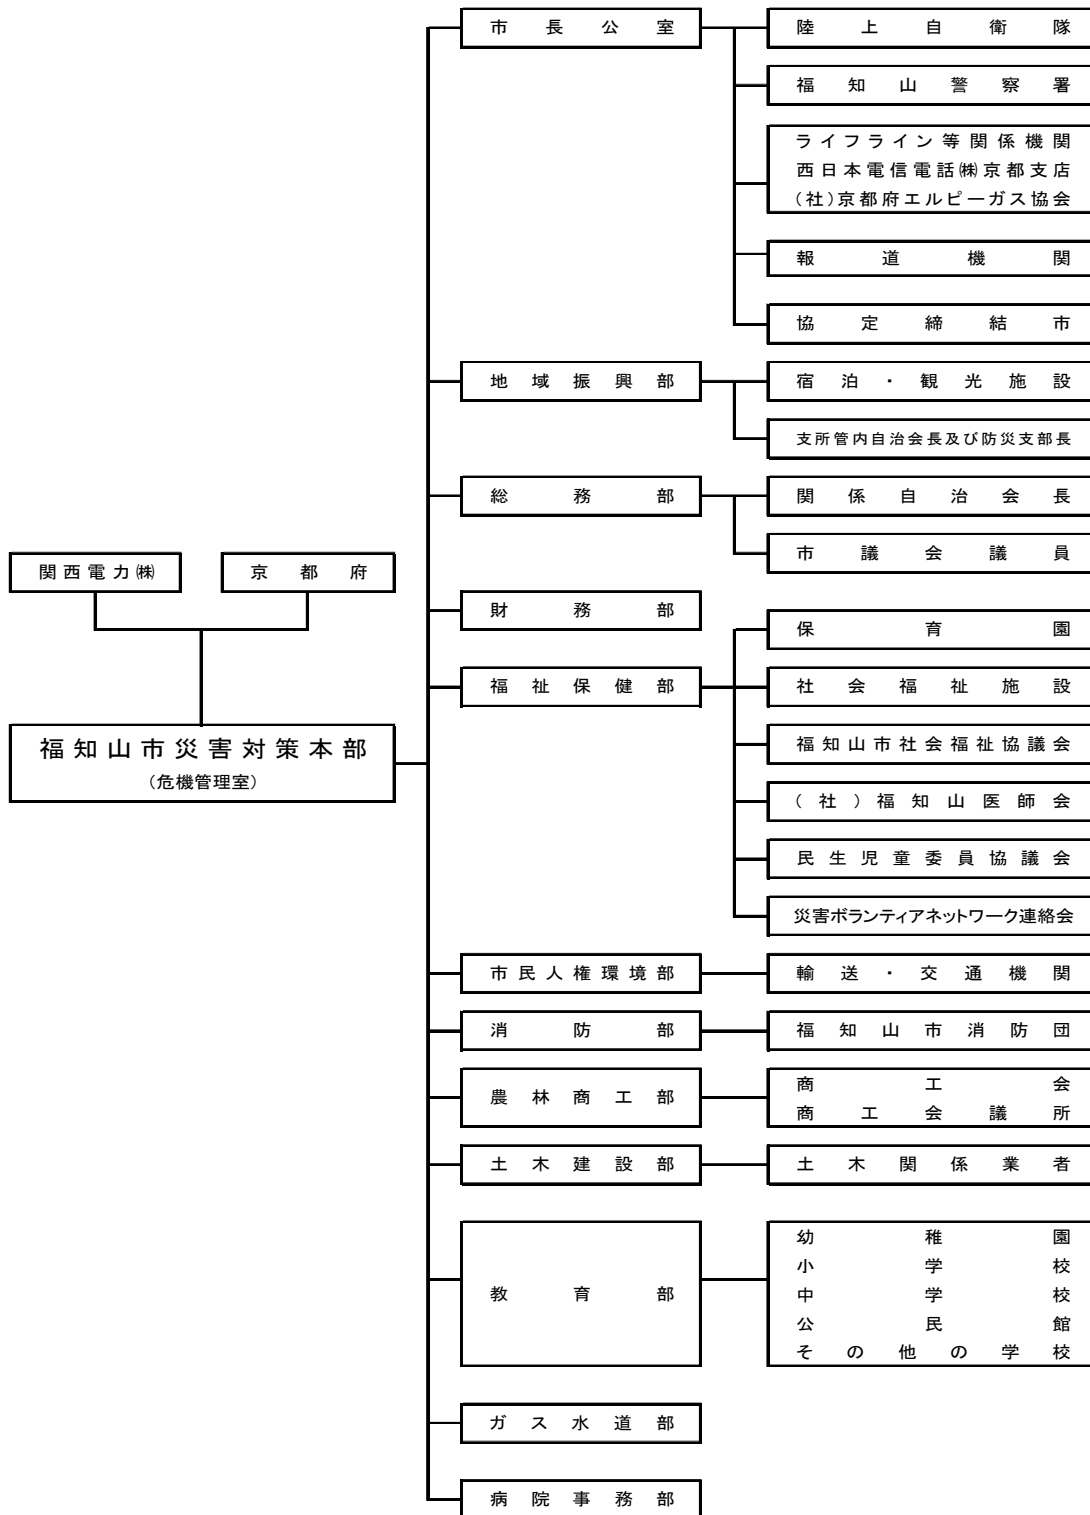 関西電力㈱
京都府
福知山市災害対策本部
(危機管理室)
市長公室
陸上自衛隊
福知山警察署
ライフライン等関係機関
西日本電信電話㈱京都支店
(社)京都府エルピーガス協会
報道機関
協定締結市
地域振興部
宿泊・観光施設
支所管内自治会長及び防災支部長
総務部
関係自治会長
市議会議員
財務部
福祉保健部
保育園
社会福祉施設
福知山市社会福祉協議会
(社)福知山医師会
民生児童委員協議会
災害ボランティアネットワーク連絡会
市民人権環境部
輸送・交通機関
消防部
福知山市消防団
農林商工部
商工会
商工会議所
土木建設部
土木関係業者
教育部
幼稚園
小学校
中学校
公民館
その他の学校
ガス水道部
病院事務部